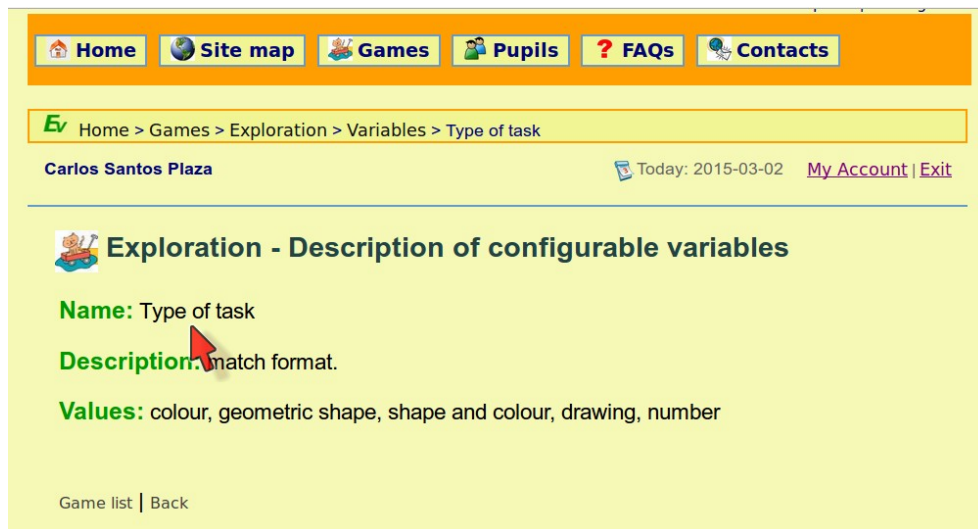 Home Site map Games Pupils ? FAQs Contacts
Ev Home > Games > Exploration > Variables > Type of task
Carlos Santos Plaza Today: 2015-03-02 My Account | Exit
Exploration - Description of configurable variables
Name: Type of task
Description: match format.
Values: colour, geometric shape, shape and colour, drawing, number
Game list | Back